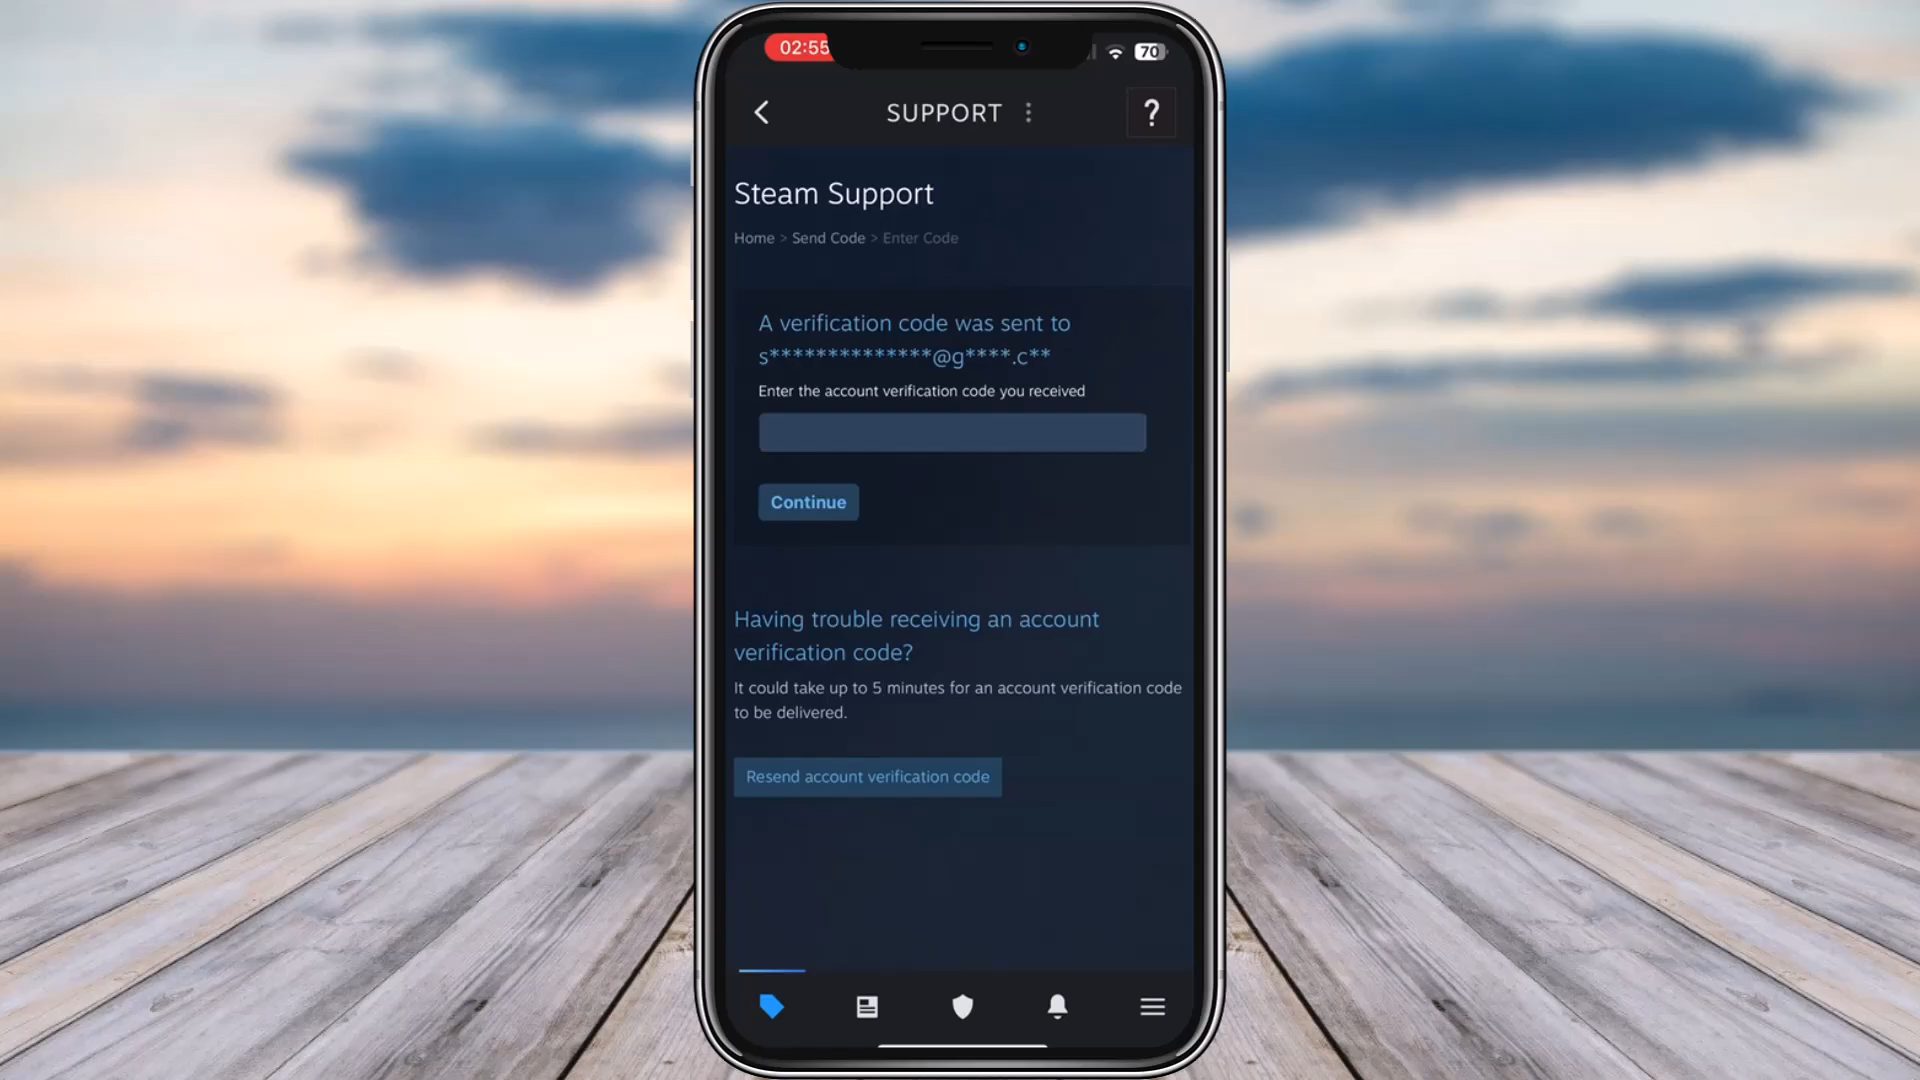 02:55
70
SUPPORT
?
Steam Support
Home > Send Code > Enter Code
A verification code was sent to
s**************@g****.c**
Enter the account verification code you received
Continue
Having trouble receiving an account
verification code?
It could take up to 5 minutes for an account verification code
to be delivered.
Resend account verification code